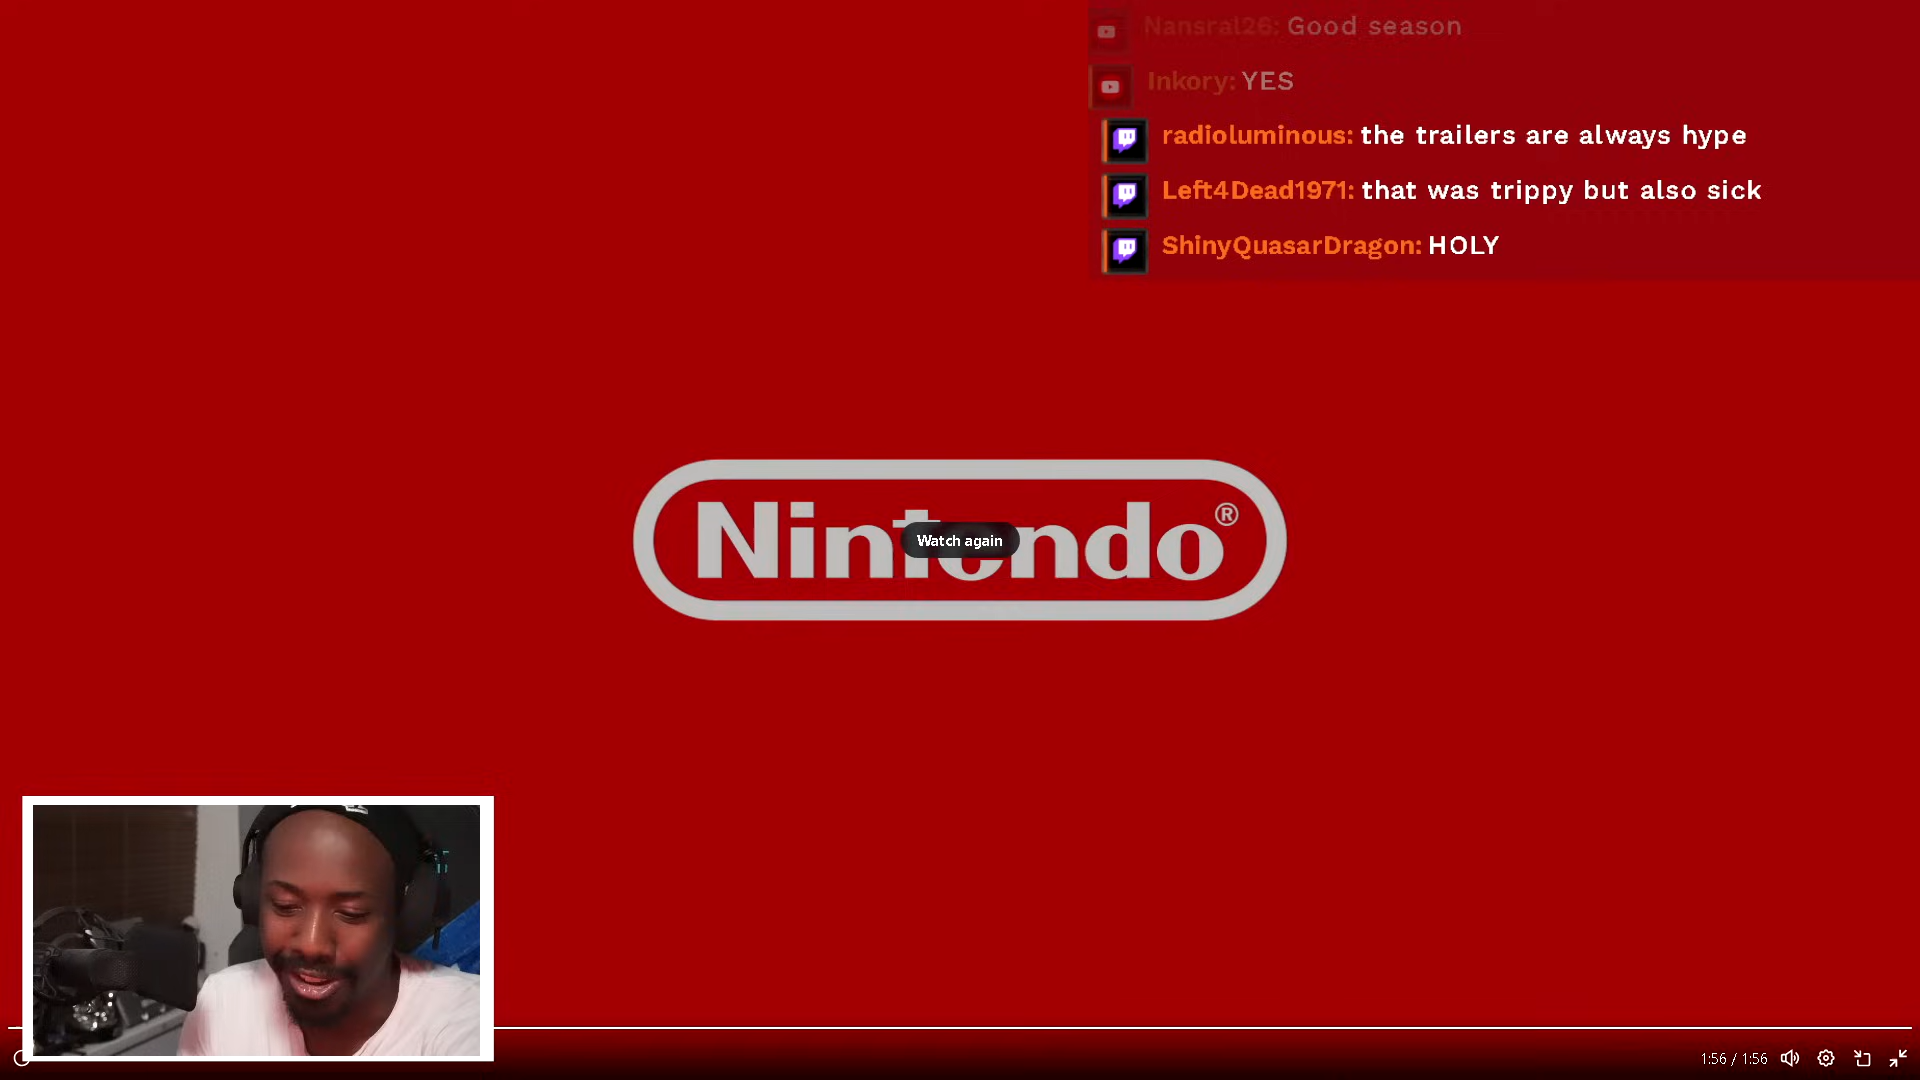 Nansral26: Good season
Inkory: YES
radioluminous: the trailers are always hype
Left4Dead1971: that was trippy but also sick
ShinyQuasarDragon: HOLY
Nintendo®
Watch again
1:56 / 1:56